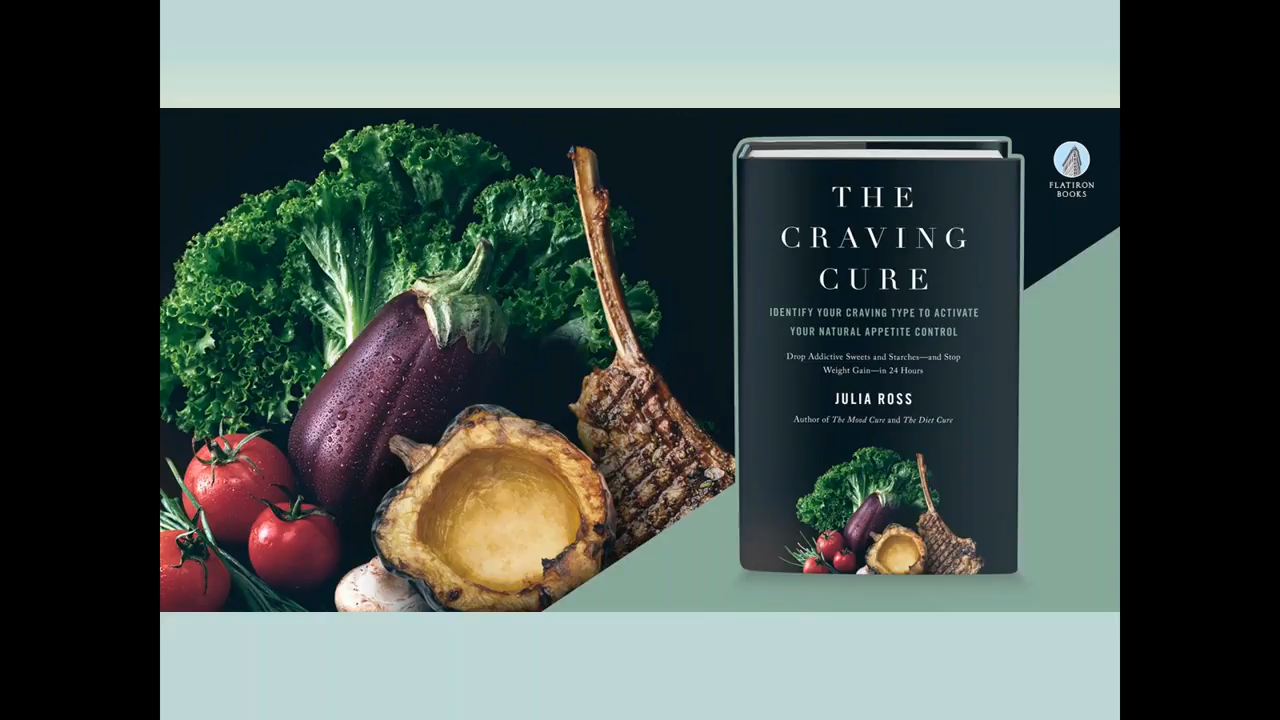 THE
CRAVING
CURE
IDENTIFY YOUR CRAVING TYPE TO ACTIVATE
YOUR NATURAL APPETITE CONTROL
Drop Addictive Sweets and Starches—and Stop
Weight Gain—in 24 Hours
JULIA ROSS
Author of The Mood Cure and The Diet Cure
FLATIRON
BOOKS